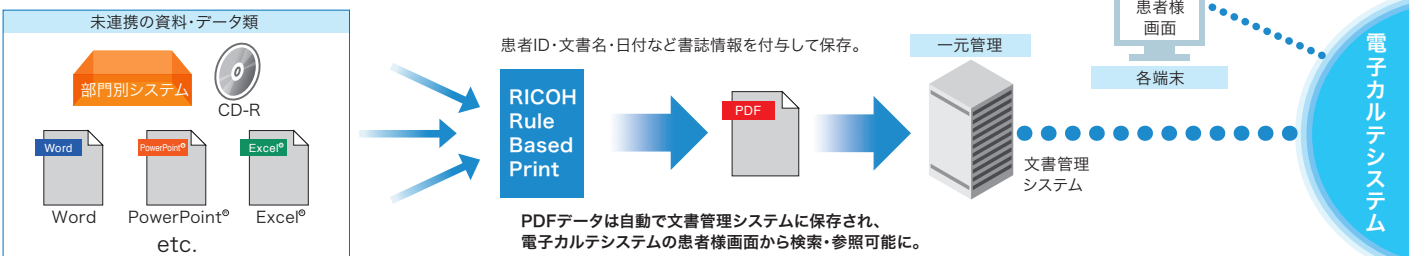 未連携の資料・データ類
部門別システム
CD-R
Word
PowerPoint®
Excel®
Word
PowerPoint®
Excel®
etc.
患者ID・文書名・日付など書誌情報を付与して保存。
RICOH
Rule
Based
Print
PDF
PDFデータは自動で文書管理システムに保存され、
電子カルテシステムの患者様画面から検索・参照可能に。
一元管理
文書管理
システム
患者様
画面
各端末
電子カルテシステム